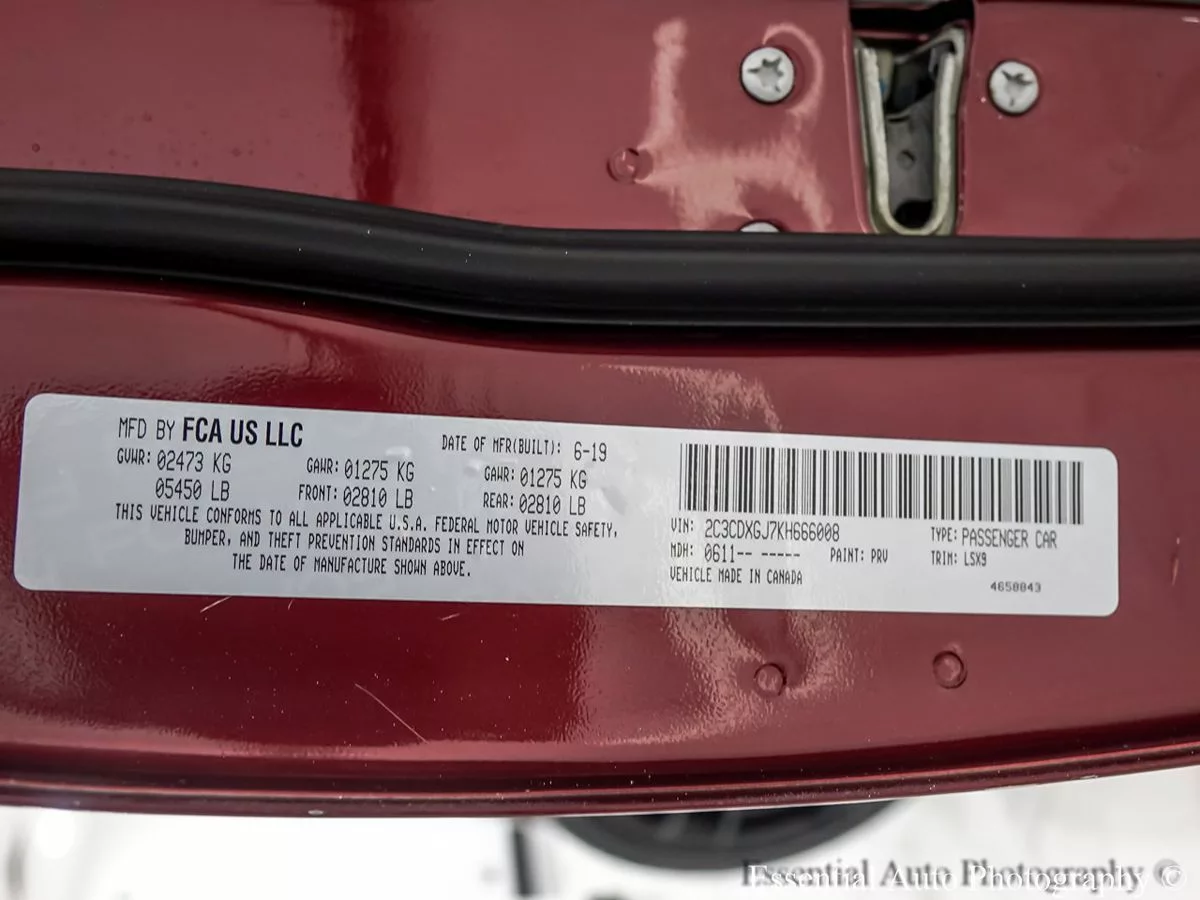 MFD BY FCA US LLC
DATE OF MFR(BUILT): 6-19
GVWR: 02473 KG
05450 LB
GAWR: 01275 KG
FRONT: 02810 LB
GAWR: 01275 KG
REAR: 02810 LB
THIS VEHICLE CONFORMS TO ALL APPLICABLE U.S.A. FEDERAL MOTOR VEHICLE SAFETY,
BUMPER, AND THEFT PREVENTION STANDARDS IN EFFECT ON
THE DATE OF MANUFACTURE SHOWN ABOVE.
VIN: 2C3CDXGJ7KH666008
TYPE: PASSENGER CAR
MDH: 0611-- -----
PAINT: PRV
TRIM: LSX9
VEHICLE MADE IN CANADA
4658043
Essential Auto Photography ©